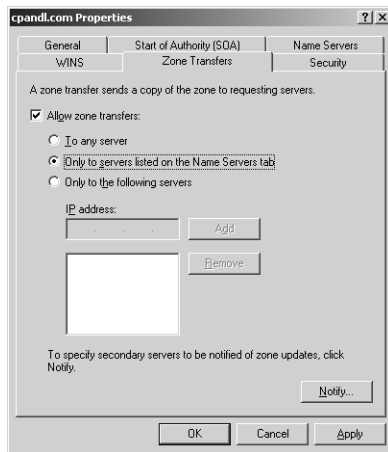 cpandl.com Properties
General
Start of Authority (SOA)
Name Servers
WINS
Zone Transfers
Security
A zone transfer sends a copy of the zone to requesting servers.
Allow zone transfers:
To any server
Only to servers listed on the Name Servers tab
Only to the following servers
IP address:
Add
Remove
To specify secondary servers to be notified of zone updates, click
Notify.
Notify...
OK
Cancel
Apply